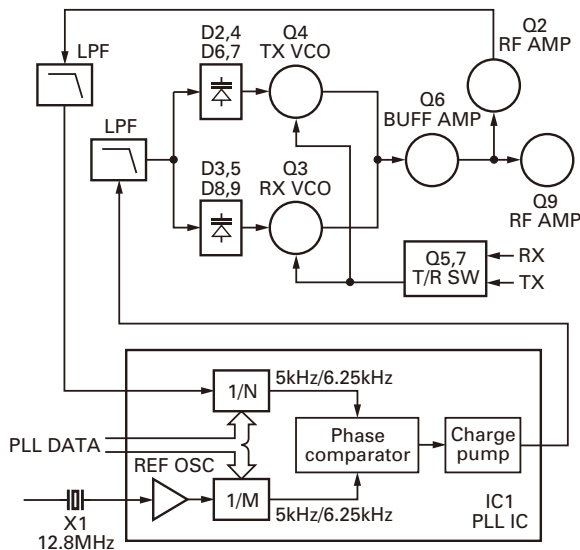 LPF
D2,4
D6,7
Q4
TX VCO
Q2
RF AMP
LPF
Q6
BUFF AMP
D3,5
D8,9
Q3
RX VCO
Q9
RF AMP
Q5,7
T/R SW
RX
TX
1/N
5kHz/6.25kHz
PLL DATA
REF OSC
Phase
comparator
Charge
pump
X1
12.8MHz
1/M
5kHz/6.25kHz
IC1
PLL IC